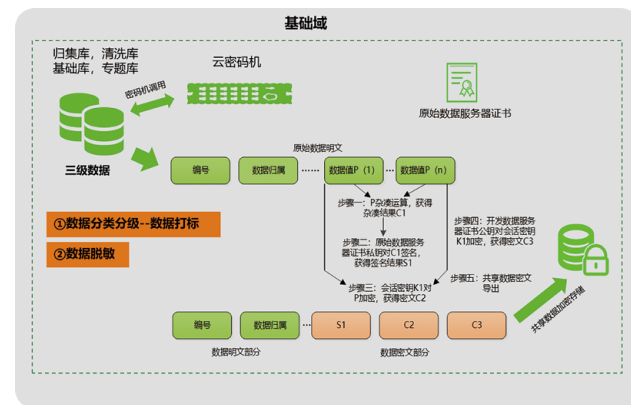 基础域
归集库，清洗库
基础库，专题库
云密码机
密码机调用
原始数据服务器证书
三级数据
原始数据明文
编号
数据归属
……
数据值P（1）
…
数据值P（n）
①数据分类分级--数据打标
②数据脱敏
步骤一：P杂凑运算，获得
杂凑结果C1
步骤二：原始数据服务
器证书私钥对C1签名，
获得签名结果S1
步骤三：会话密钥K1对
P加密，获得密文C2
步骤四：开发数据服务
器证书公钥对会话密钥
K1加密，获得密文C3
步骤五：共享数据密文
导出
共享数据加密存储
编号
数据归属
…
S1
C2
C3
数据明文部分
数据密文部分